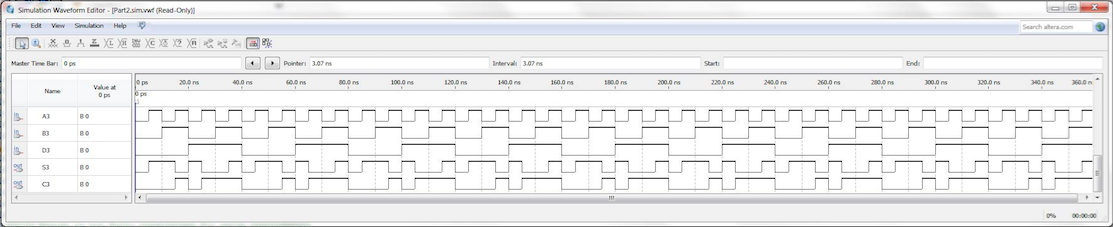 Simulation Waveform Editor - [Part2.sim.vwf (Read-Only)]
File Edit View Simulation Help Search altera.com
Master Time Bar: 0 ps Pointer: 3.07 ns Interval: 3.07 ns Start: End:
Name Value at 0 ps 0 ps 20.0 ns 40.0 ns 60.0 ns 80.0 ns 100.0 ns 120.0 ns 140.0 ns 160.0 ns 180.0 ns 200.0 ns 220.0 ns 240.0 ns 260.0 ns 280.0 ns 300.0 ns 320.0 ns 340.0 ns 360.0 n
0 ps
A3 B 0
B3 B 0
D3 B 0
S3 B 0
C3 B 0
0% 00:00:00